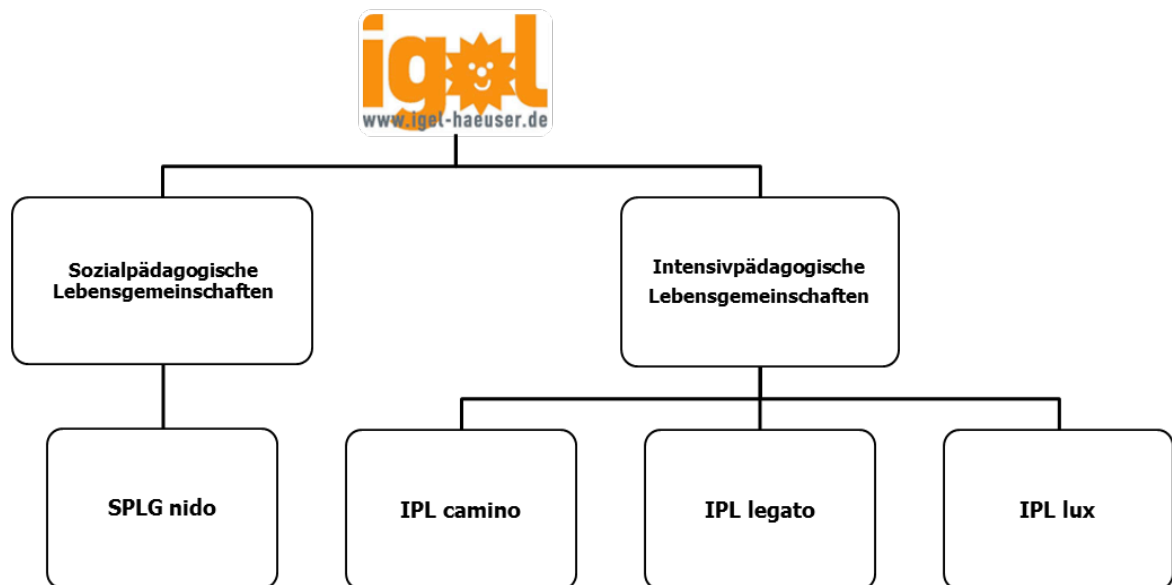 igel
www.igel-haeuser.de
Sozialpädagogische
Lebensgemeinschaften
Intensivpädagogische
Lebensgemeinschaften
SPLG nido
IPL camino
IPL legato
IPL lux